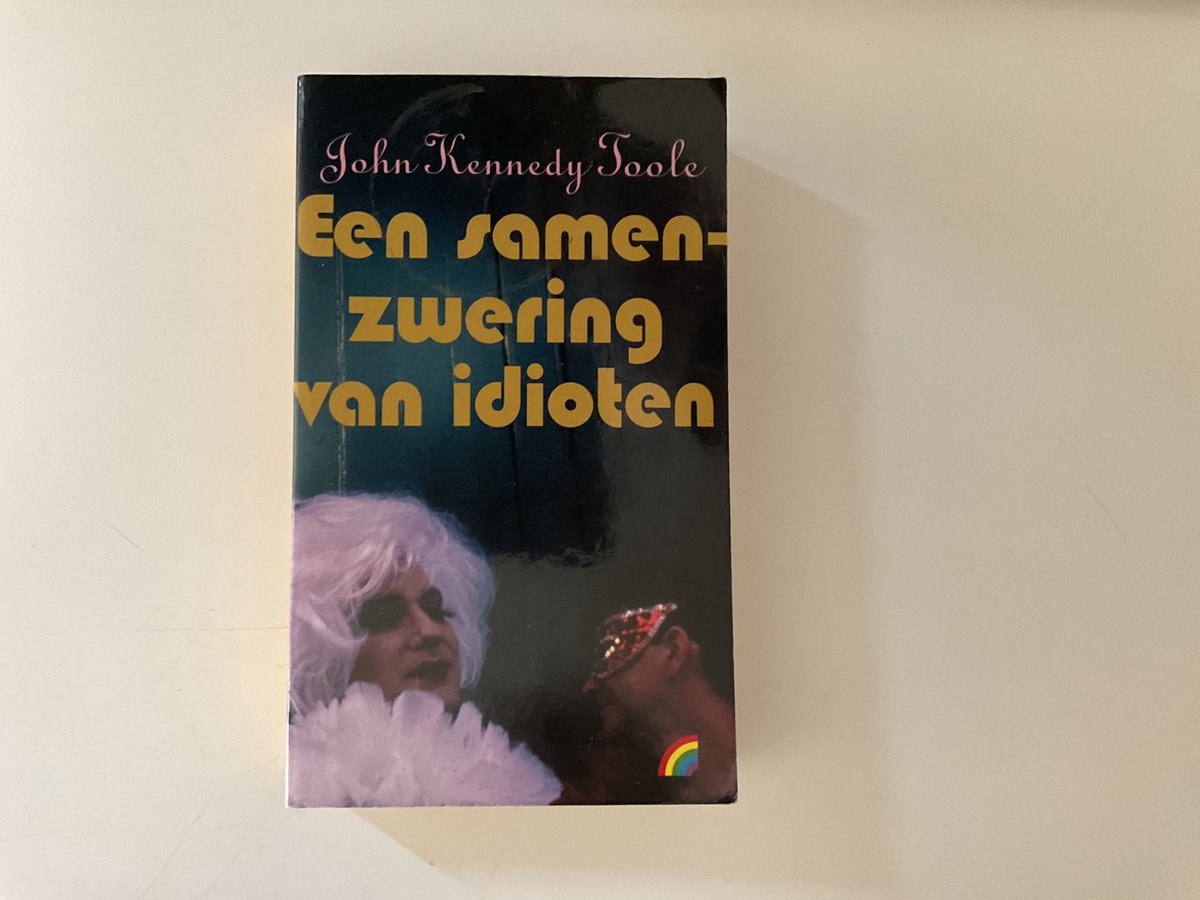 John Kennedy Toole
Een samen-
zwering
van idioten